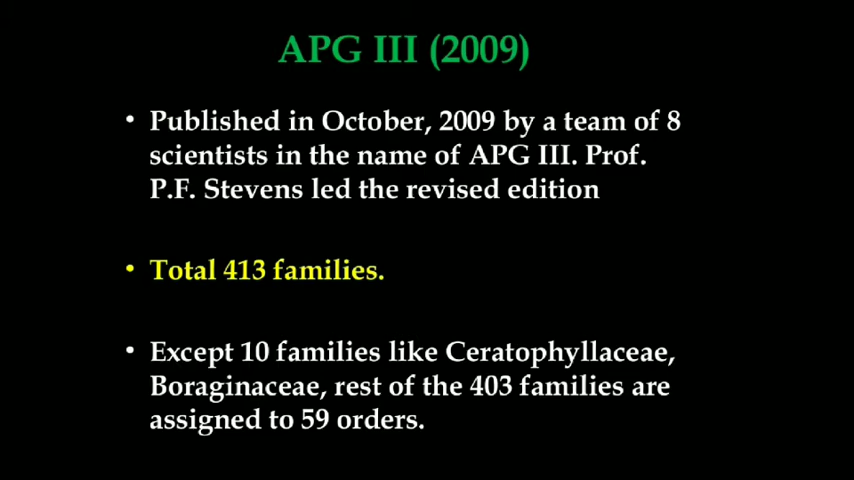 APG III (2009)
• Published in October, 2009 by a team of 8
scientists in the name of APG III. Prof.
P.F. Stevens led the revised edition
• Total 413 families.
• Except 10 families like Ceratophyllaceae,
Boraginaceae, rest of the 403 families are
assigned to 59 orders.